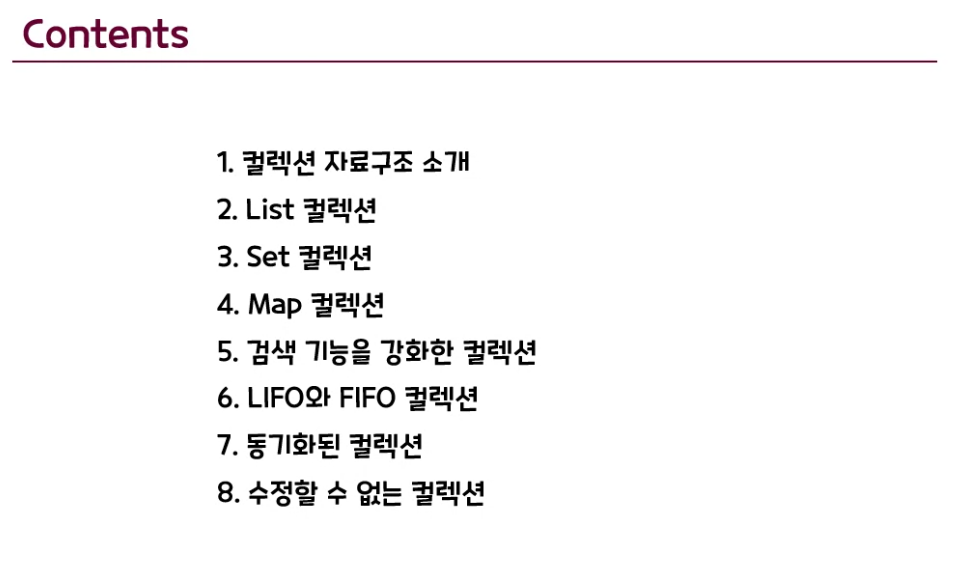 Contents
1. 컬렉션 자료구조 소개
2. List 컬렉션
3. Set 컬렉션
4. Map 컬렉션
5. 검색 기능을 강화한 컬렉션
6. LIFO와 FIFO 컬렉션
7. 동기화된 컬렉션
8. 수정할 수 없는 컬렉션